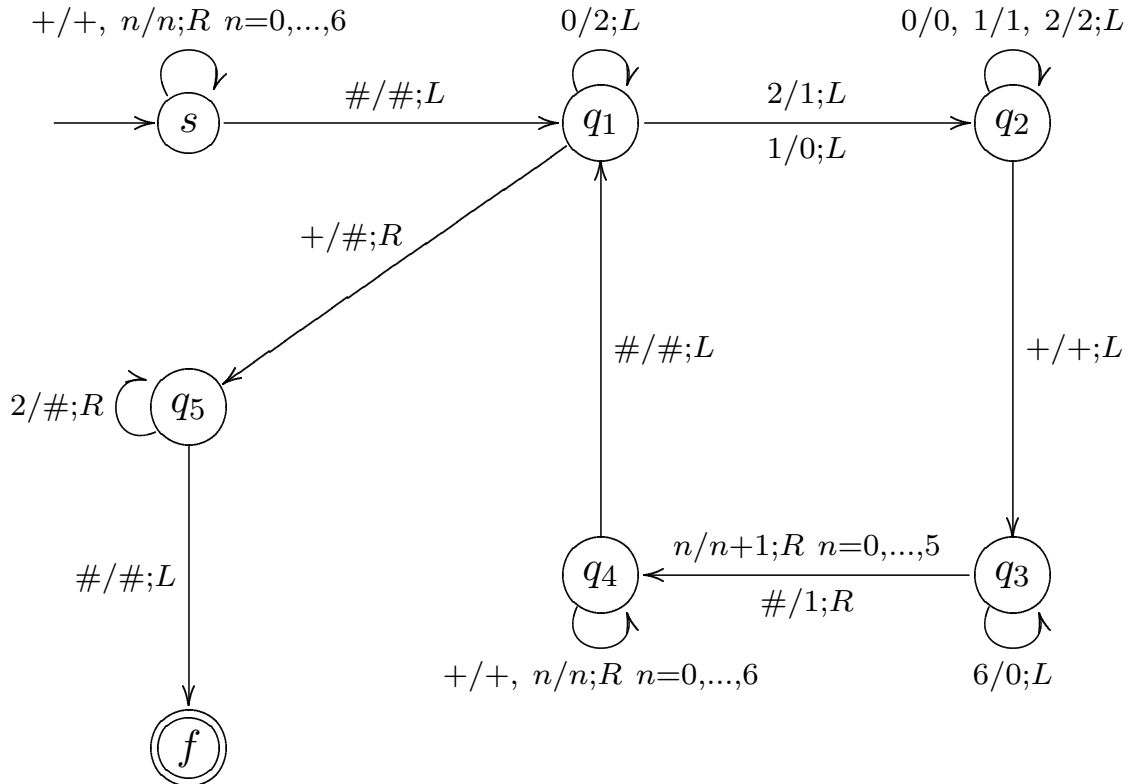 +/+, n/n;R n=0,...,6
0/2;L
0/0, 1/1, 2/2;L
s
#/#;L
q1
2/1;L
1/0;L
q2
+/#;R
#/#;L
+/+;L
2/#;R
q5
#/#;L
q4
n/n+1;R n=0,...,5
#/1;R
q3
+/+, n/n;R n=0,...,6
6/0;L
f